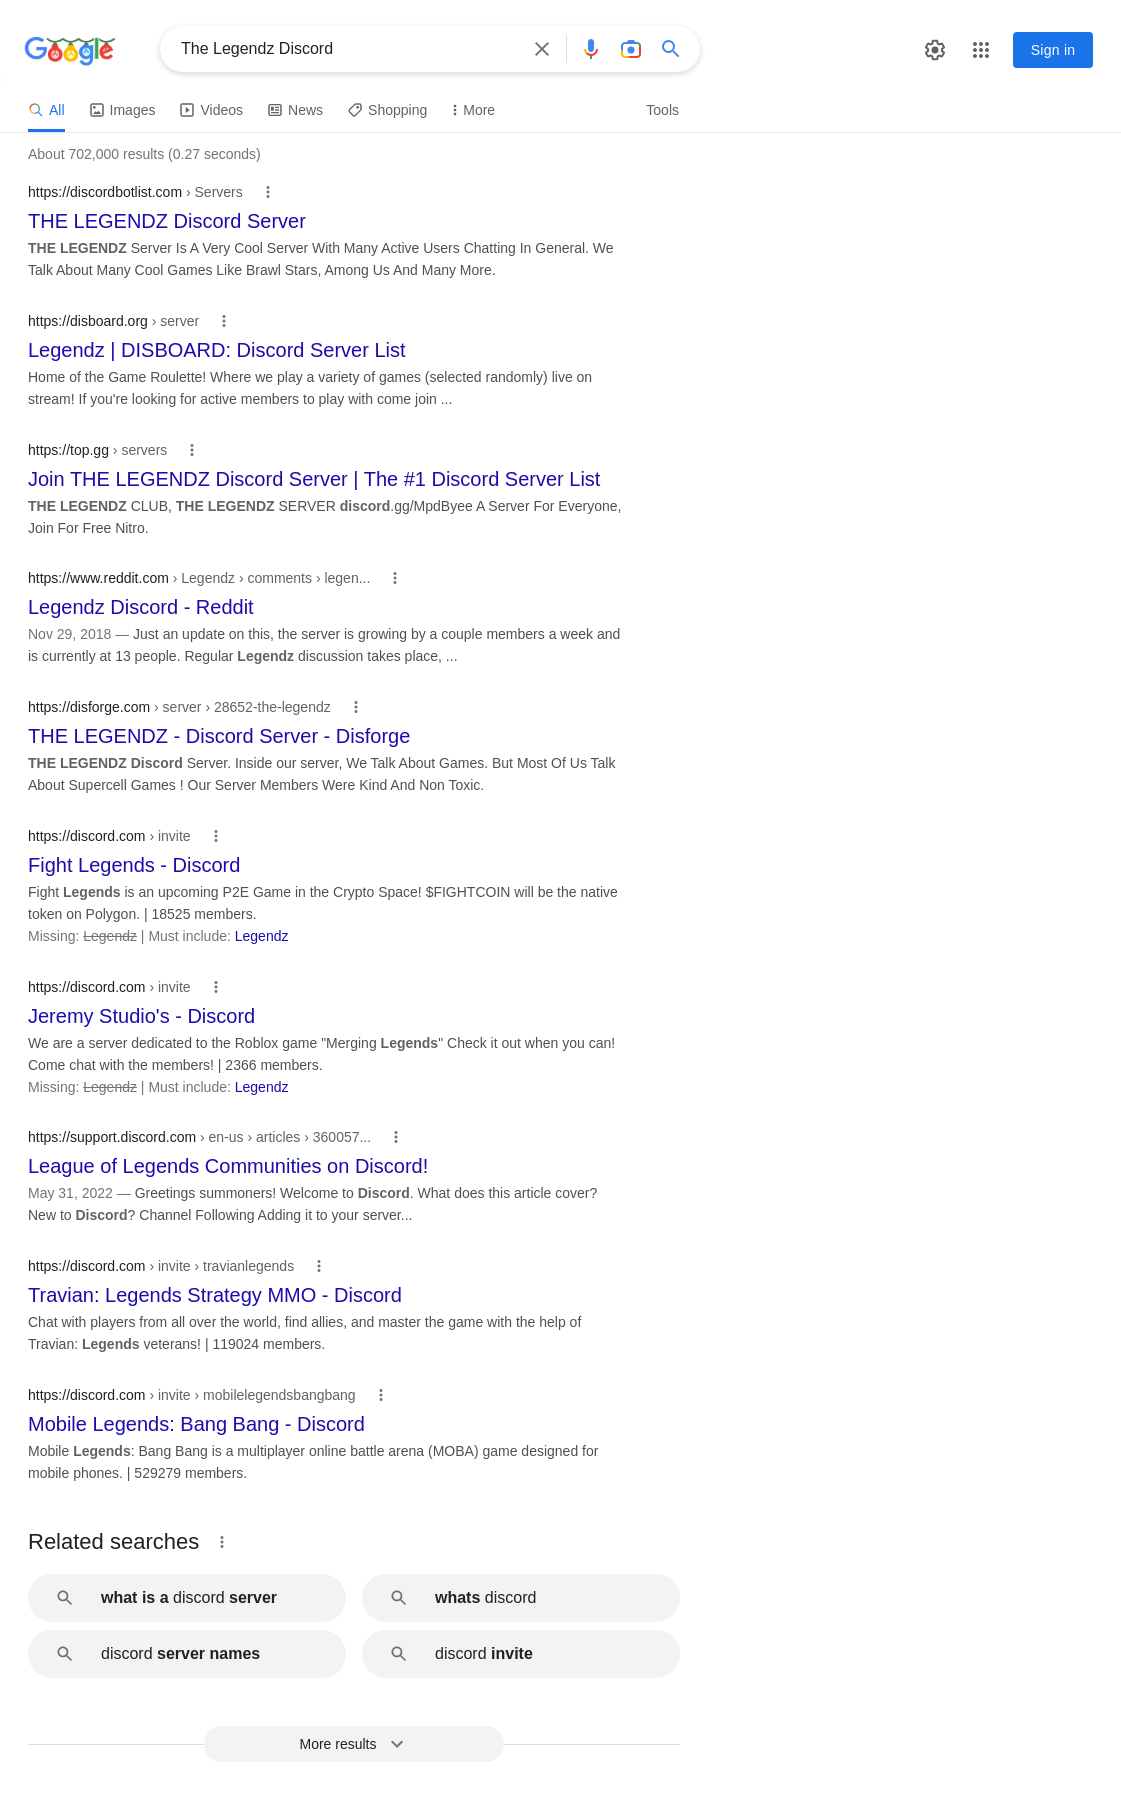 Google
The Legendz Discord
Sign in
All
Images
Videos
News
Shopping
More
Tools
About 702,000 results (0.27 seconds)
https://discordbotlist.com › Servers
THE LEGENDZ Discord Server
THE LEGENDZ Server Is A Very Cool Server With Many Active Users Chatting In General. We
Talk About Many Cool Games Like Brawl Stars, Among Us And Many More.
https://disboard.org › server
Legendz | DISBOARD: Discord Server List
Home of the Game Roulette! Where we play a variety of games (selected randomly) live on
stream! If you're looking for active members to play with come join ...
https://top.gg › servers
Join THE LEGENDZ Discord Server | The #1 Discord Server List
THE LEGENDZ CLUB, THE LEGENDZ SERVER discord.gg/MpdByee A Server For Everyone,
Join For Free Nitro.
https://www.reddit.com › Legendz › comments › legen...
Legendz Discord - Reddit
Nov 29, 2018 — Just an update on this, the server is growing by a couple members a week and
is currently at 13 people. Regular Legendz discussion takes place, ...
https://disforge.com › server › 28652-the-legendz
THE LEGENDZ - Discord Server - Disforge
THE LEGENDZ Discord Server. Inside our server, We Talk About Games. But Most Of Us Talk
About Supercell Games ! Our Server Members Were Kind And Non Toxic.
https://discord.com › invite
Fight Legends - Discord
Fight Legends is an upcoming P2E Game in the Crypto Space! $FIGHTCOIN will be the native
token on Polygon. | 18525 members.
Missing: Legendz | Must include: Legendz
https://discord.com › invite
Jeremy Studio's - Discord
We are a server dedicated to the Roblox game "Merging Legends" Check it out when you can!
Come chat with the members! | 2366 members.
Missing: Legendz | Must include: Legendz
https://support.discord.com › en-us › articles › 360057...
League of Legends Communities on Discord!
May 31, 2022 — Greetings summoners! Welcome to Discord. What does this article cover?
New to Discord? Channel Following Adding it to your server...
https://discord.com › invite › travianlegends
Travian: Legends Strategy MMO - Discord
Chat with players from all over the world, find allies, and master the game with the help of
Travian: Legends veterans! | 119024 members.
https://discord.com › invite › mobilelegendsbangbang
Mobile Legends: Bang Bang - Discord
Mobile Legends: Bang Bang is a multiplayer online battle arena (MOBA) game designed for
mobile phones. | 529279 members.
Related searches
what is a discord server
whats discord
discord server names
discord invite
More results